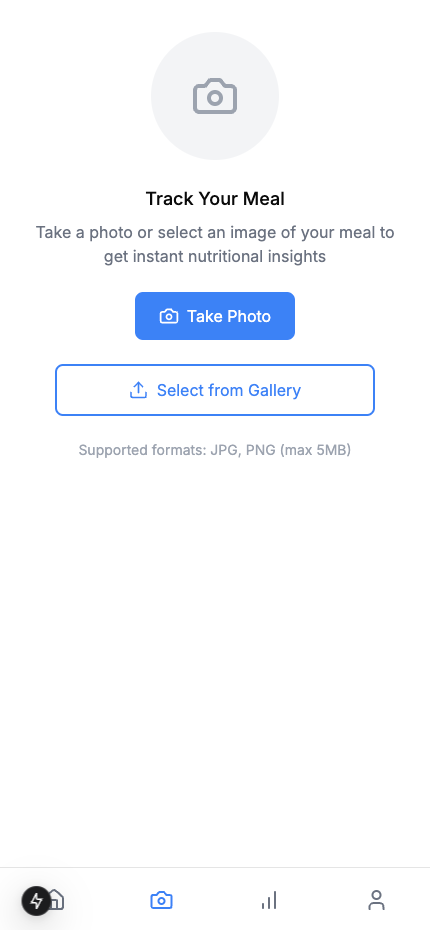 Track Your Meal
Take a photo or select an image of your meal to
get instant nutritional insights
Take Photo
Select from Gallery
Supported formats: JPG, PNG (max 5MB)